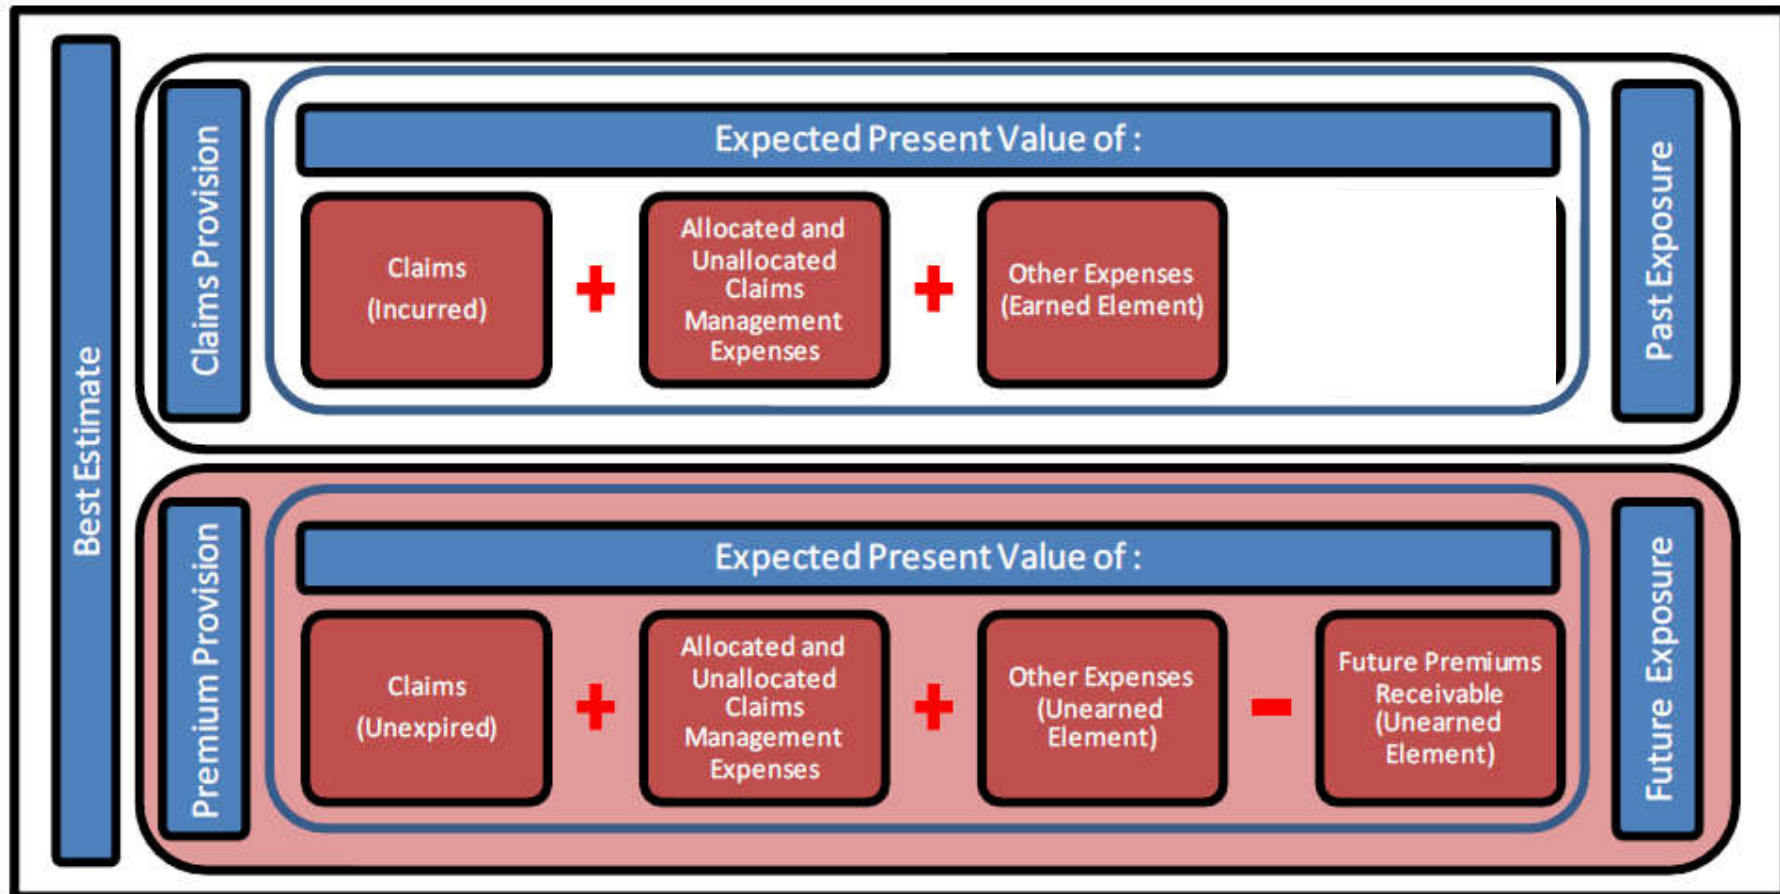 Best Estimate
Claims Provision
Expected Present Value of :
Claims
(Incurred)
+
Allocated and
Unallocated
Claims
Management
Expenses
+
Other Expenses
(Earned Element)
Past Exposure
Premium Provision
Expected Present Value of :
Claims
(Unexpired)
+
Allocated and
Unallocated
Claims
Management
Expenses
+
Other Expenses
(Unearned
Element)
-
Future Premiums
Receivable
(Unearned
Element)
Future Exposure